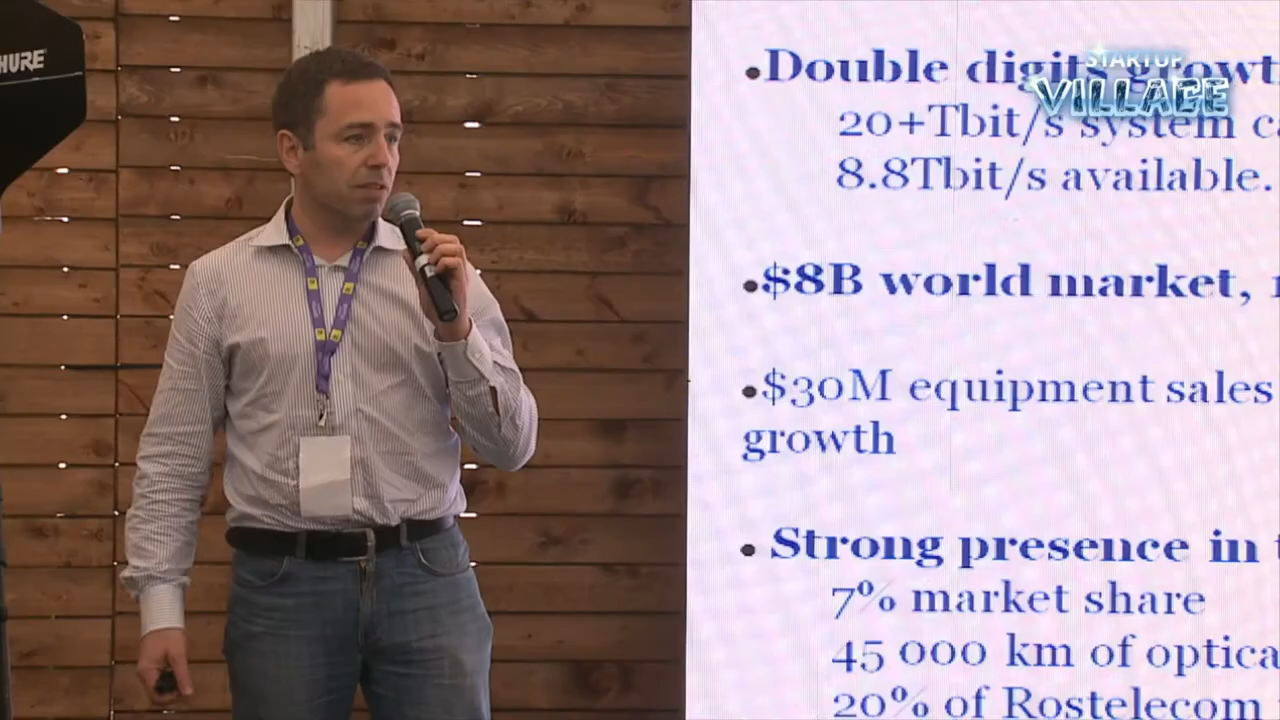 HURE
STARTUP
VILLAGE
•Double digits growt
20+Tbit/s system c
8.8Tbit/s available.
•$8B world market,
•$30M equipment sales
growth
• Strong presence in
7% market share
45 000 km of optica
20% of Rostelecom